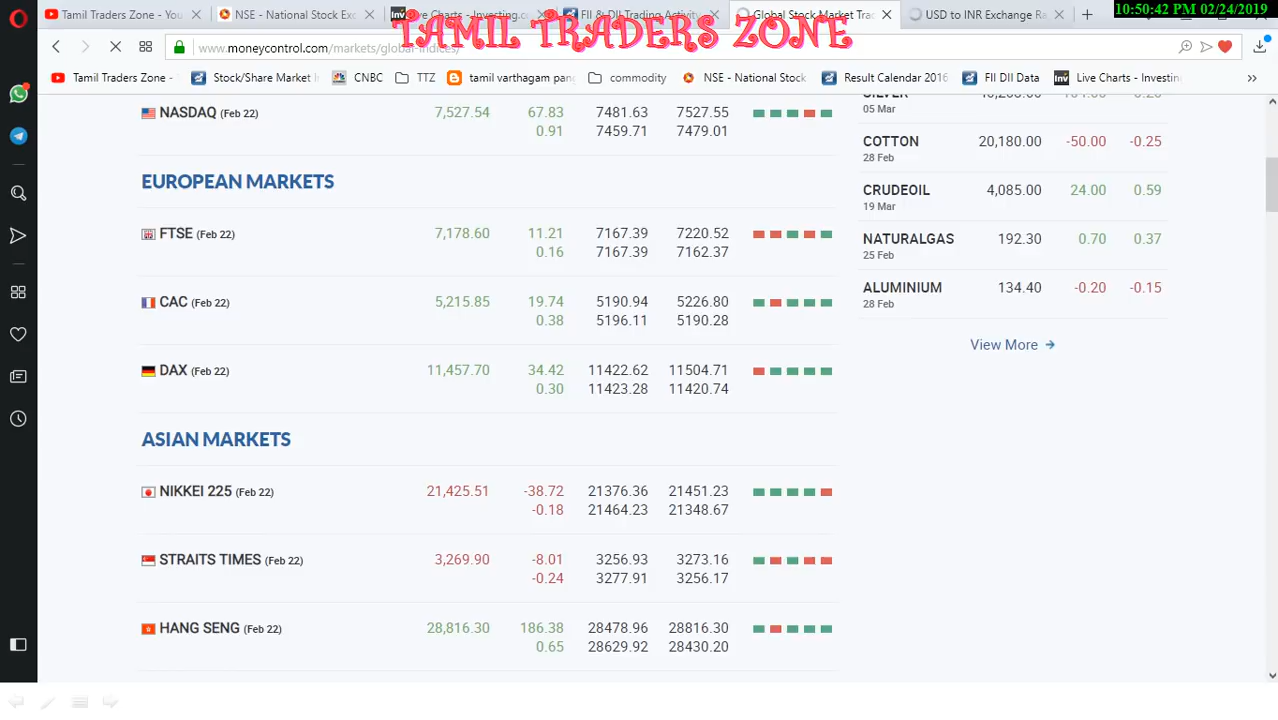 Tamil Traders Zone - You
NSE - National Stock Exc
Inv
ve Charts - Investing.co
FII & DII Trading Activity
Global Stock Market Tra
USD to INR Exchange Ra
10:50:42 PM 02/24/2019
TAMIL TRADERS ZONE
www.moneycontrol.com/markets/global-indices/
Tamil Traders Zone -
Stock/Share Market I
CNBC
TTZ
tamil varthagam pang
commodity
NSE - National Stock
Result Calendar 2016
FII DII Data
Inv
Live Charts - Investin
NASDAQ (Feb 22) 7,527.54 67.83 7481.63 7527.55
0.91 7459.71 7479.01
EUROPEAN MARKETS
FTSE (Feb 22) 7,178.60 11.21 7167.39 7220.52
0.16 7167.39 7162.37
CAC (Feb 22) 5,215.85 19.74 5190.94 5226.80
0.38 5196.11 5190.28
DAX (Feb 22) 11,457.70 34.42 11422.62 11504.71
0.30 11423.28 11420.74
ASIAN MARKETS
NIKKEI 225 (Feb 22) 21,425.51 -38.72 21376.36 21451.23
-0.18 21464.23 21348.67
STRAITS TIMES (Feb 22) 3,269.90 -8.01 3256.93 3273.16
-0.24 3277.91 3256.17
HANG SENG (Feb 22) 28,816.30 186.38 28478.96 28816.30
0.65 28629.92 28430.20
SILVER
05 Mar
COTTON 20,180.00 -50.00 -0.25
28 Feb
CRUDEOIL 4,085.00 24.00 0.59
19 Mar
NATURALGAS 192.30 0.70 0.37
25 Feb
ALUMINIUM 134.40 -0.20 -0.15
28 Feb
View More